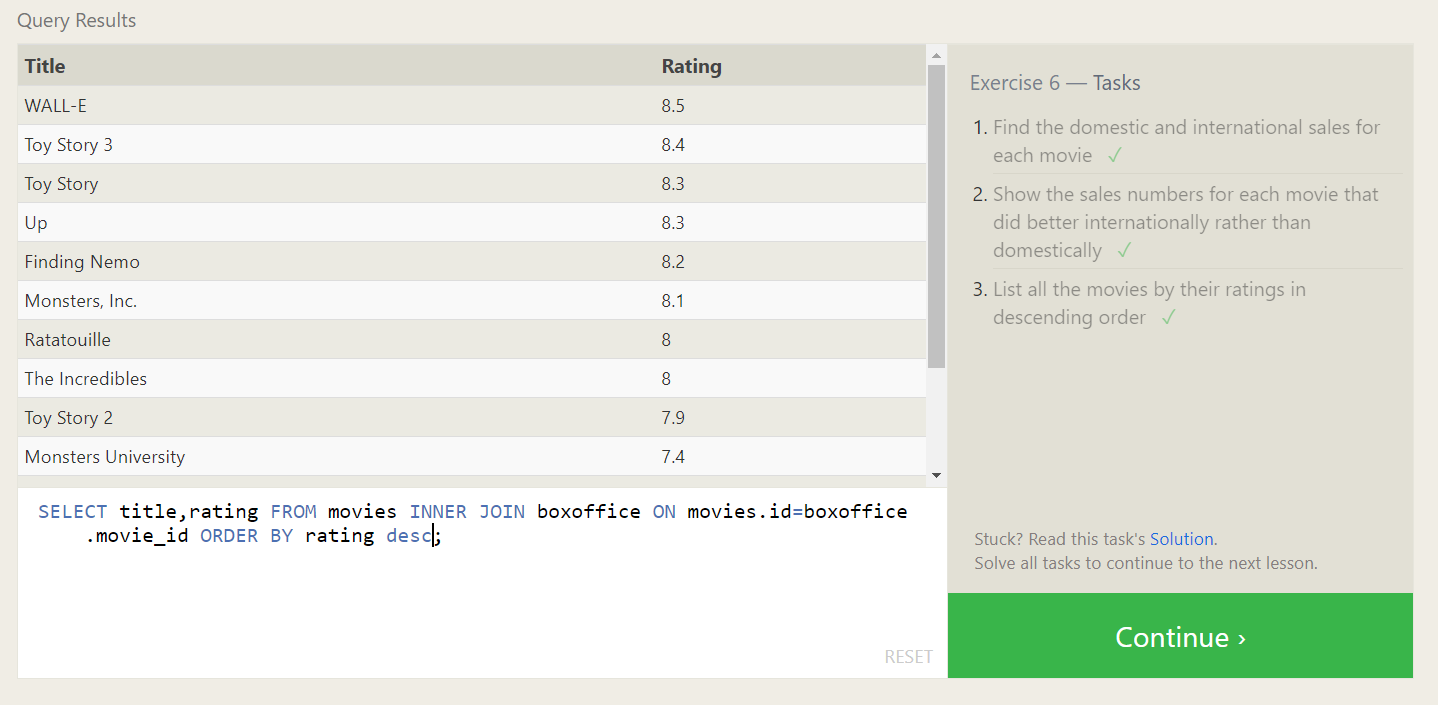 Query Results
Title Rating
WALL-E 8.5
Toy Story 3 8.4
Toy Story 8.3
Up 8.3
Finding Nemo 8.2
Monsters, Inc. 8.1
Ratatouille 8
The Incredibles 8
Toy Story 2 7.9
Monsters University 7.4
SELECT title,rating FROM movies INNER JOIN boxoffice ON movies.id=boxoffice
.movie_id ORDER BY rating desc;
RESET
Exercise 6 — Tasks
1. Find the domestic and international sales for
each movie ✓
2. Show the sales numbers for each movie that
did better internationally rather than
domestically ✓
3. List all the movies by their ratings in
descending order ✓
Stuck? Read this task's Solution.
Solve all tasks to continue to the next lesson.
Continue ›